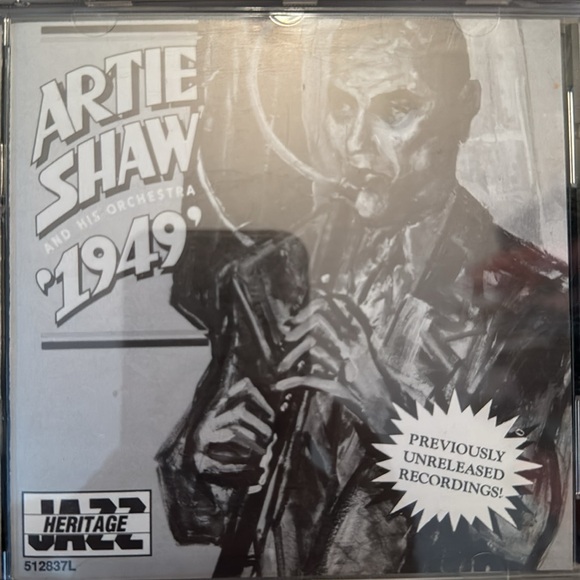 ARTIE
SHAW
AND HIS ORCHESTRA
'1949'
PREVIOUSLY
UNRELEASED
RECORDINGS!
JAZZ
HERITAGE
512837L